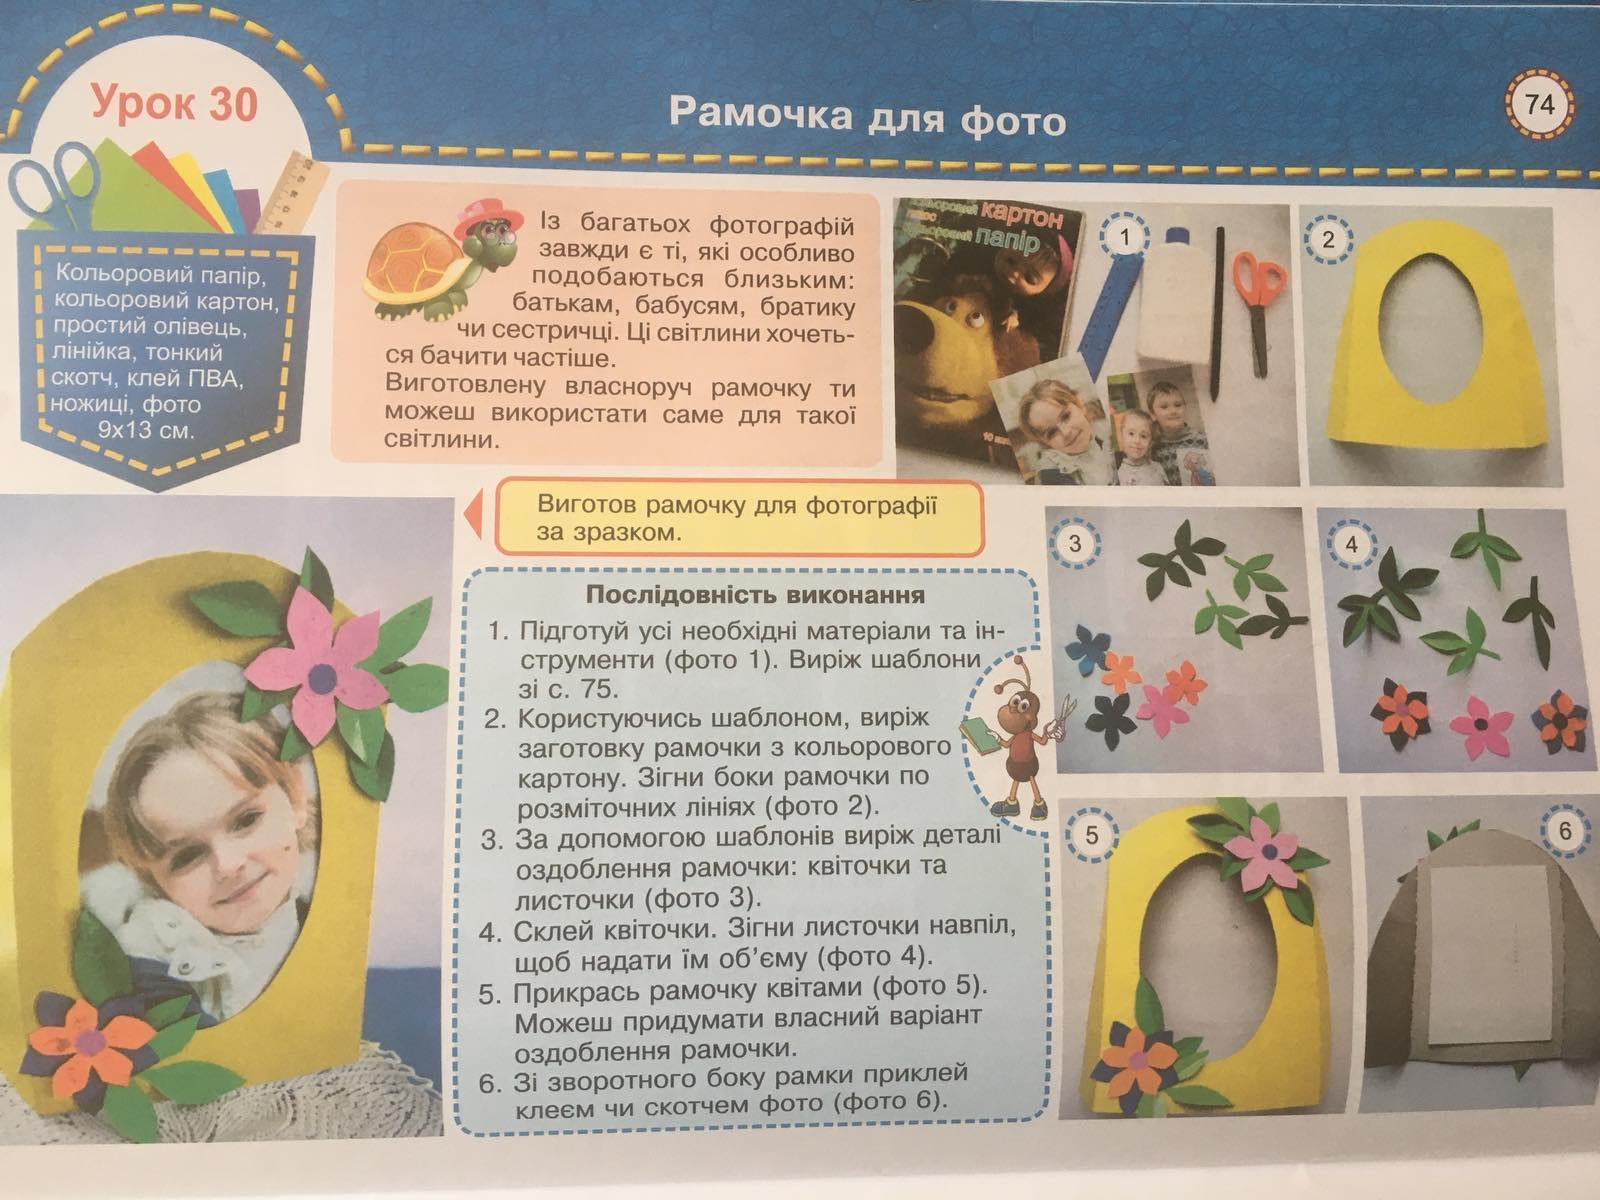 Урок 30
Рамочка для фото
74
Кольоровий папір,
кольоровий картон,
простий олівець,
лінійка, тонкий
скотч, клей ПВА,
ножиці, фото
9х13 см.
Із багатьох фотографій
завжди є ті, які особливо
подобаються близьким:
батькам, бабусям, братику
чи сестричці. Ці світлини хочеть-
ся бачити частіше.
Виготовлену власноруч рамочку ти
можеш використати саме для такої
світлини.
картон
папір
1
2
Виготов рамочку для фотографії
за зразком.
Послідовність виконання
1. Підготуй усі необхідні матеріали та ін-
струменти (фото 1). Виріж шаблони
зі с. 75.
2. Користуючись шаблоном, виріж
заготовку рамочки з кольорового
картону. Зігни боки рамочки по
розміточних лініях (фото 2).
3. За допомогою шаблонів виріж деталі
оздоблення рамочки: квіточки та
листочки (фото 3).
4. Склей квіточки. Зігни листочки навпіл,
щоб надати їм об’єму (фото 4).
5. Прикрась рамочку квітами (фото 5).
Можеш придумати власний варіант
оздоблення рамочки.
6. Зі зворотного боку рамки приклей
клеєм чи скотчем фото (фото 6).
3
4
5
6